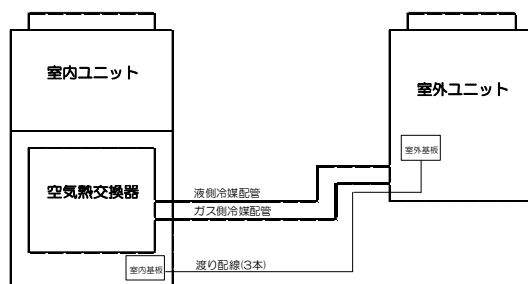 室内ユニット
室外ユニット
室外基板
空気熱交換器
液側冷媒配管
ガス側冷媒配管
室内基板
渡り配線(3本)